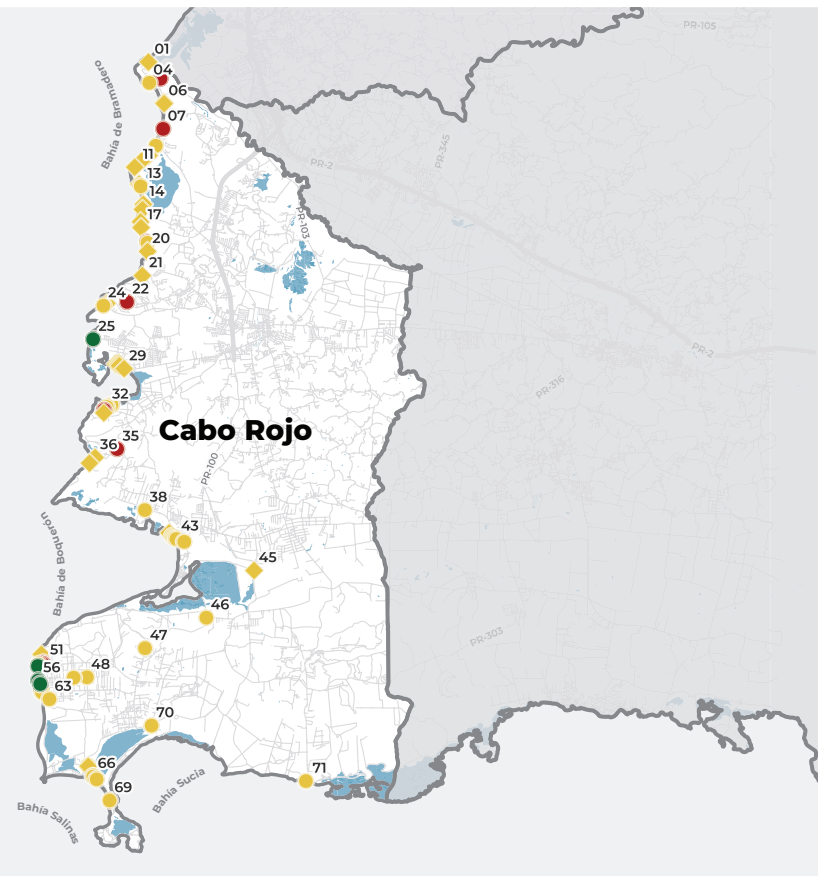 PR-105
01
04
06
07
Bahía de Bramadero
PR-345
PR-2
11
13
14
17
PR-103
20
21
22
24
25
29
PR-2
PR-316
32
Cabo Rojo
35
36
PR-100
38
43
Bahía de Boquerón
45
46
PR-303
47
51
56
48
63
70
66
71
69
Bahía Sucia
Bahía Salinas